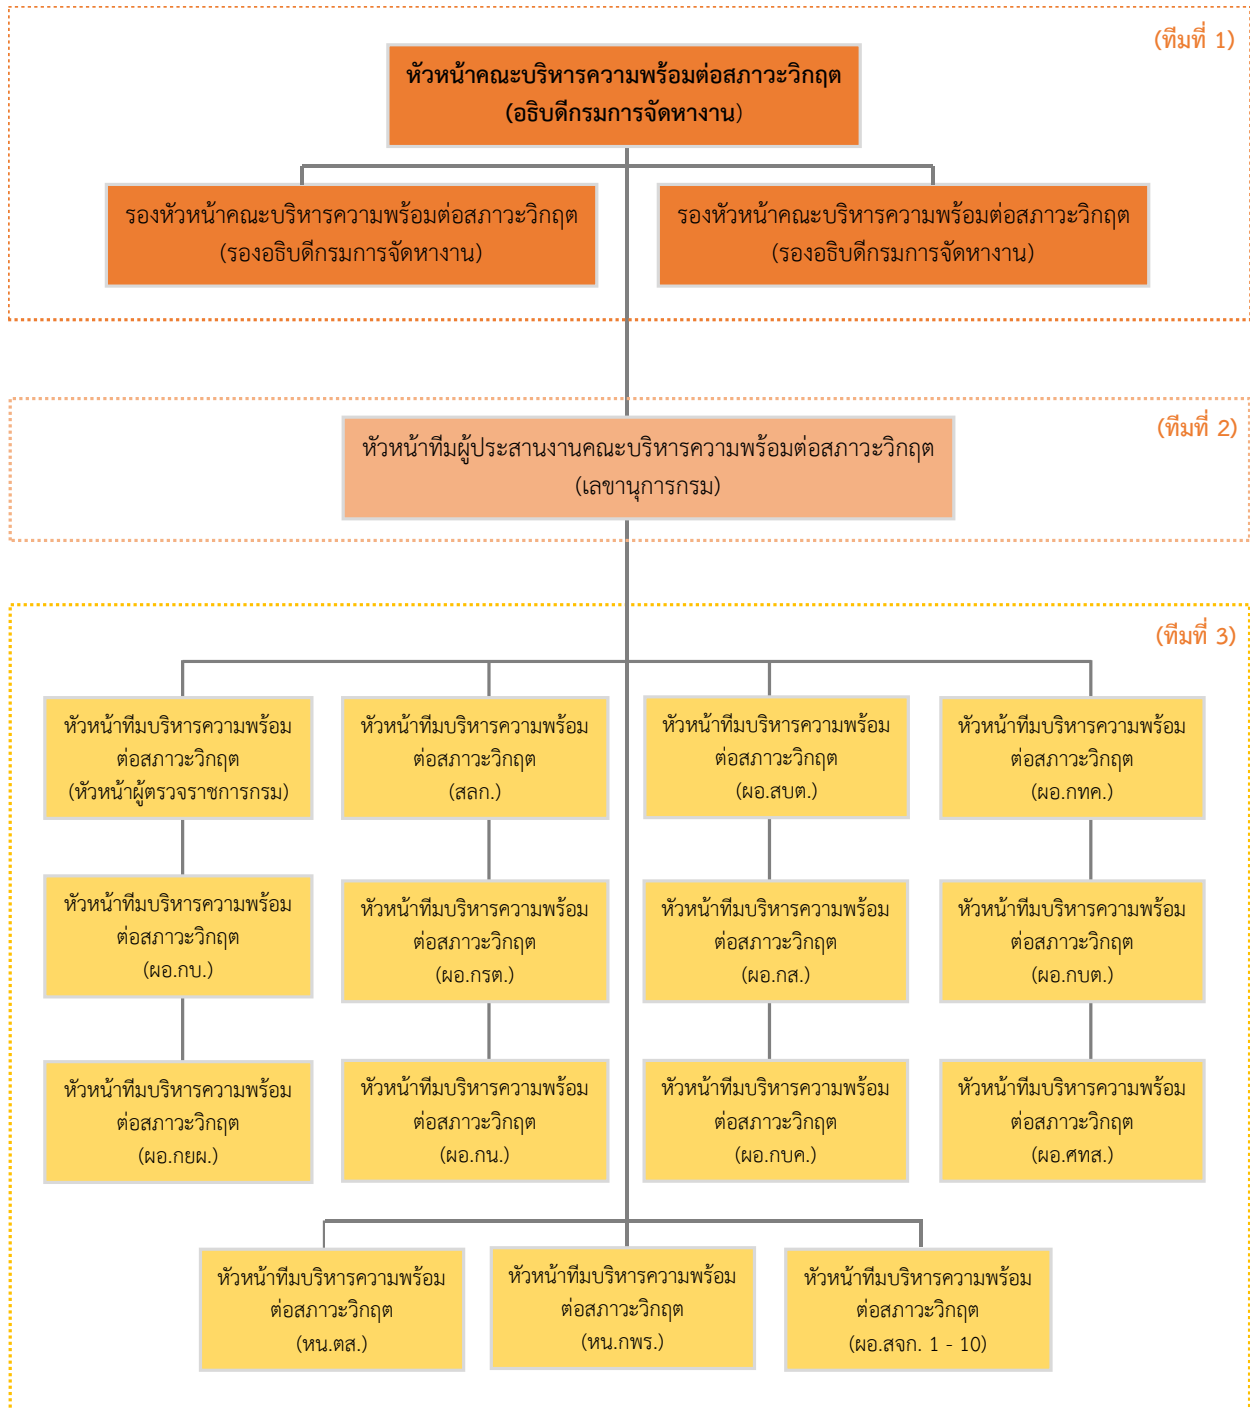 (ทีมที่ 1)
หัวหน้าคณะบริหารความพร้อมต่อสภาวะวิกฤต
(อธิบดีกรมการจัดหางาน)
รองหัวหน้าคณะบริหารความพร้อมต่อสภาวะวิกฤต
(รองอธิบดีกรมการจัดหางาน)
รองหัวหน้าคณะบริหารความพร้อมต่อสภาวะวิกฤต
(รองอธิบดีกรมการจัดหางาน)
(ทีมที่ 2)
หัวหน้าทีมผู้ประสานงานคณะบริหารความพร้อมต่อสภาวะวิกฤต
(เลขานุการกรม)
(ทีมที่ 3)
หัวหน้าทีมบริหารความพร้อม
ต่อสภาวะวิกฤต
(หัวหน้าผู้ตรวจราชการกรม)
หัวหน้าทีมบริหารความพร้อม
ต่อสภาวะวิกฤต
(สลก.)
หัวหน้าทีมบริหารความพร้อม
ต่อสภาวะวิกฤต
(ผอ.สบต.)
หัวหน้าทีมบริหารความพร้อม
ต่อสภาวะวิกฤต
(ผอ.กทค.)
หัวหน้าทีมบริหารความพร้อม
ต่อสภาวะวิกฤต
(ผอ.กบ.)
หัวหน้าทีมบริหารความพร้อม
ต่อสภาวะวิกฤต
(ผอ.กรต.)
หัวหน้าทีมบริหารความพร้อม
ต่อสภาวะวิกฤต
(ผอ.กส.)
หัวหน้าทีมบริหารความพร้อม
ต่อสภาวะวิกฤต
(ผอ.กบต.)
หัวหน้าทีมบริหารความพร้อม
ต่อสภาวะวิกฤต
(ผอ.กยผ.)
หัวหน้าทีมบริหารความพร้อม
ต่อสภาวะวิกฤต
(ผอ.กน.)
หัวหน้าทีมบริหารความพร้อม
ต่อสภาวะวิกฤต
(ผอ.กบค.)
หัวหน้าทีมบริหารความพร้อม
ต่อสภาวะวิกฤต
(ผอ.ศทส.)
หัวหน้าทีมบริหารความพร้อม
ต่อสภาวะวิกฤต
(หน.ตส.)
หัวหน้าทีมบริหารความพร้อม
ต่อสภาวะวิกฤต
(หน.กพร.)
หัวหน้าทีมบริหารความพร้อม
ต่อสภาวะวิกฤต
(ผอ.สจก. 1 - 10)